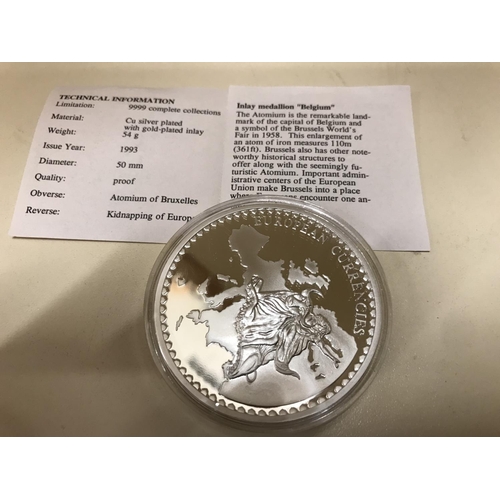 TECHNICAL INFORMATION
Limitation: 9999 complete collections
Material: Cu silver plated
with gold-plated inlay
Weight: 54 g
Issue Year: 1993
Diameter: 50 mm
Quality: proof
Obverse: Atomium of Bruxelles
Reverse: Kidnapping of Europ
Inlay medallion "Belgium"
The Atomium is the remarkable land-
mark of the capital of Belgium and
a symbol of the Brussels World's
Fair in 1958. This enlargement of
an atom of iron measures 110m
(361ft). Brussels also has other note-
worthy historical structures to
offer along with the seemingly fu-
turistic Atomium. Important admin-
istrative centers of the European
Union make Brussels into a place
encounter one an-
EUROPEAN CURRENCIES